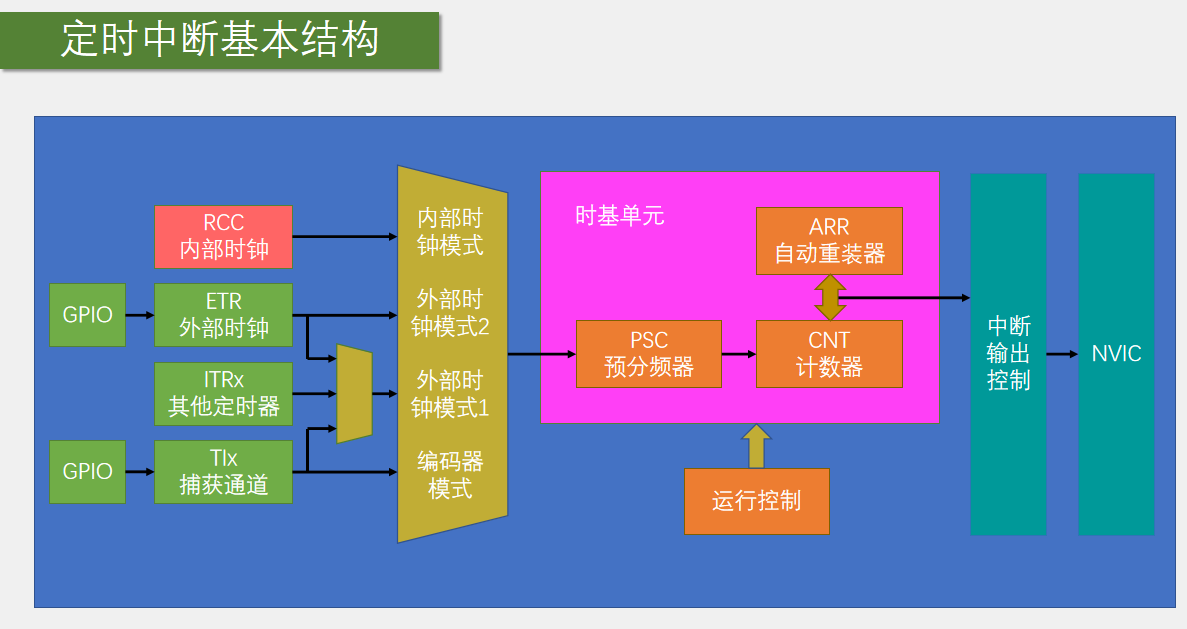 定时中断基本结构
RCC
内部时钟
GPIO
ETR
外部时钟
ITRx
其他定时器
GPIO
TIx
捕获通道
内部时
钟模式
外部时
钟模式2
外部时
钟模式1
编码器
模式
时基单元
ARR
自动重装器
PSC
预分频器
CNT
计数器
运行控制
中断
输出
控制
NVIC